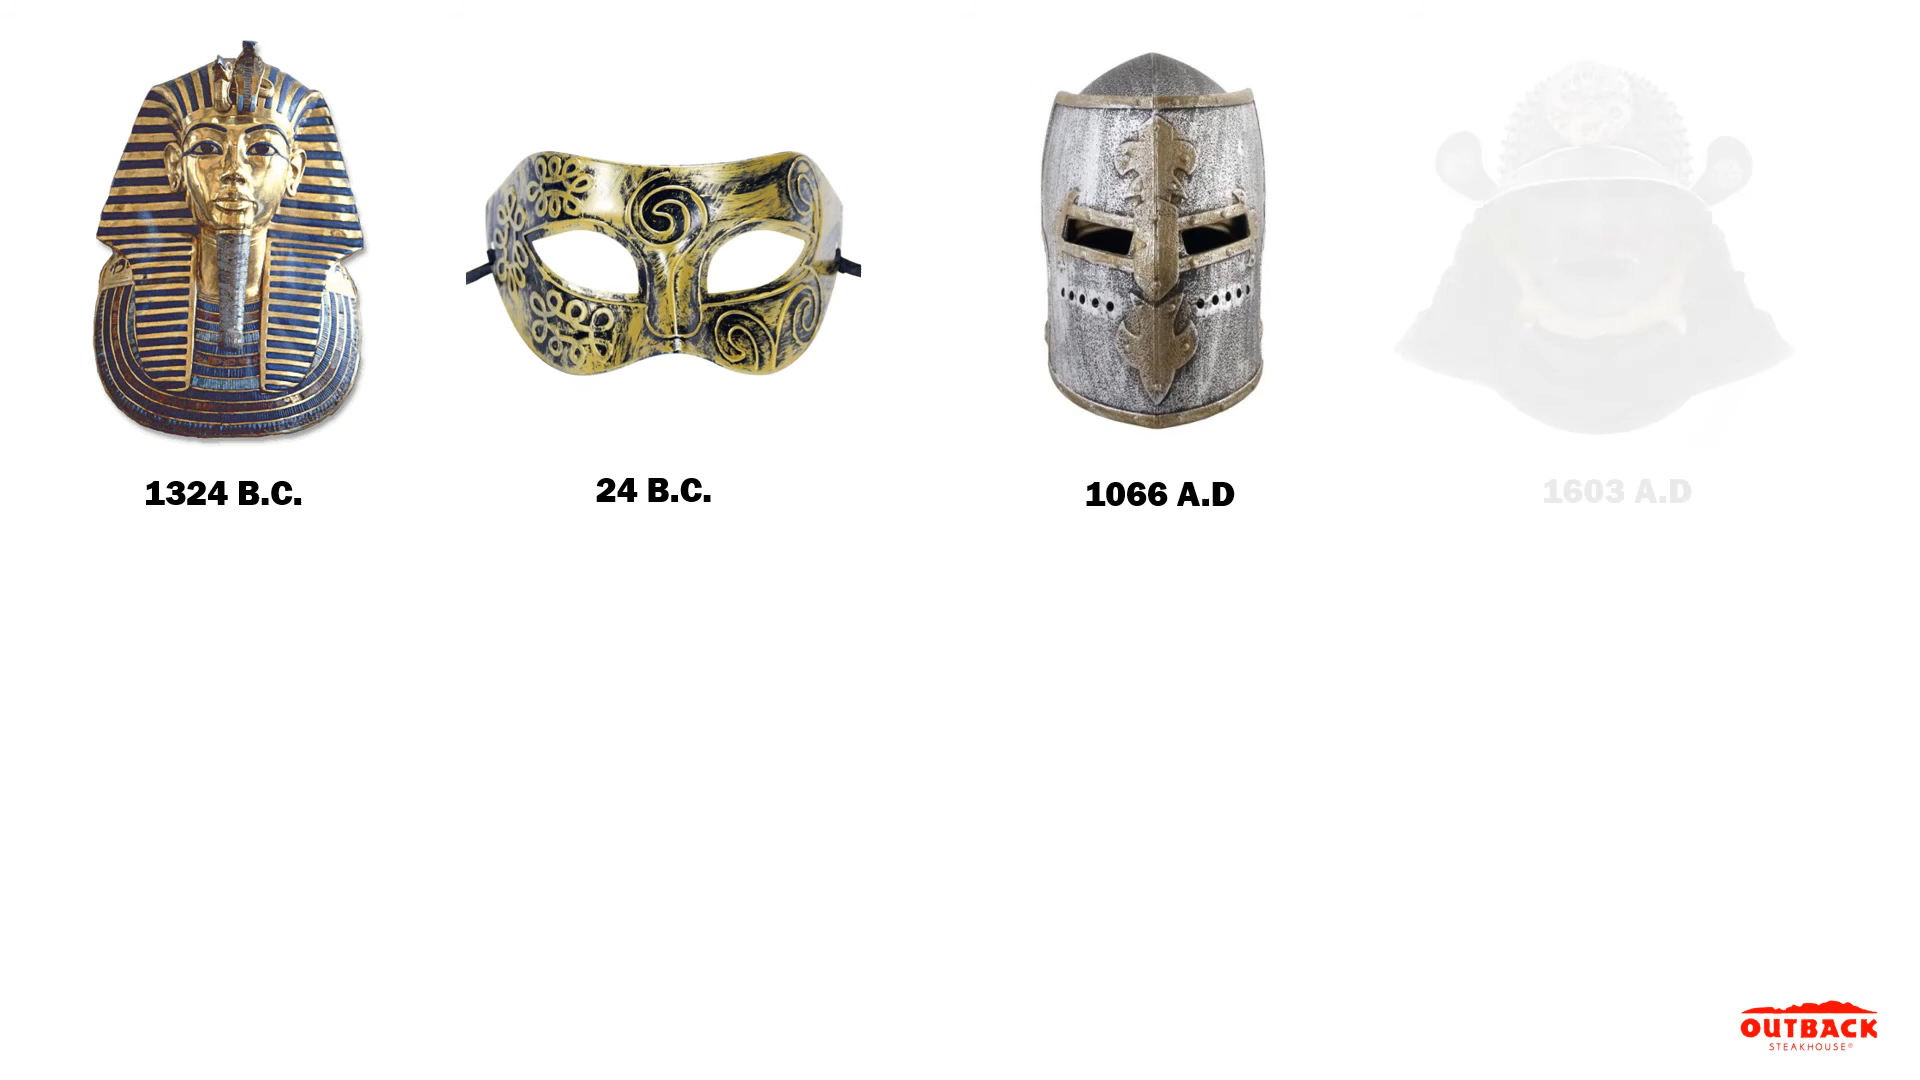 1324 B.C.
24 B.C.
1066 A.D
1603 A.D
OUTBACK
STEAKHOUSE®